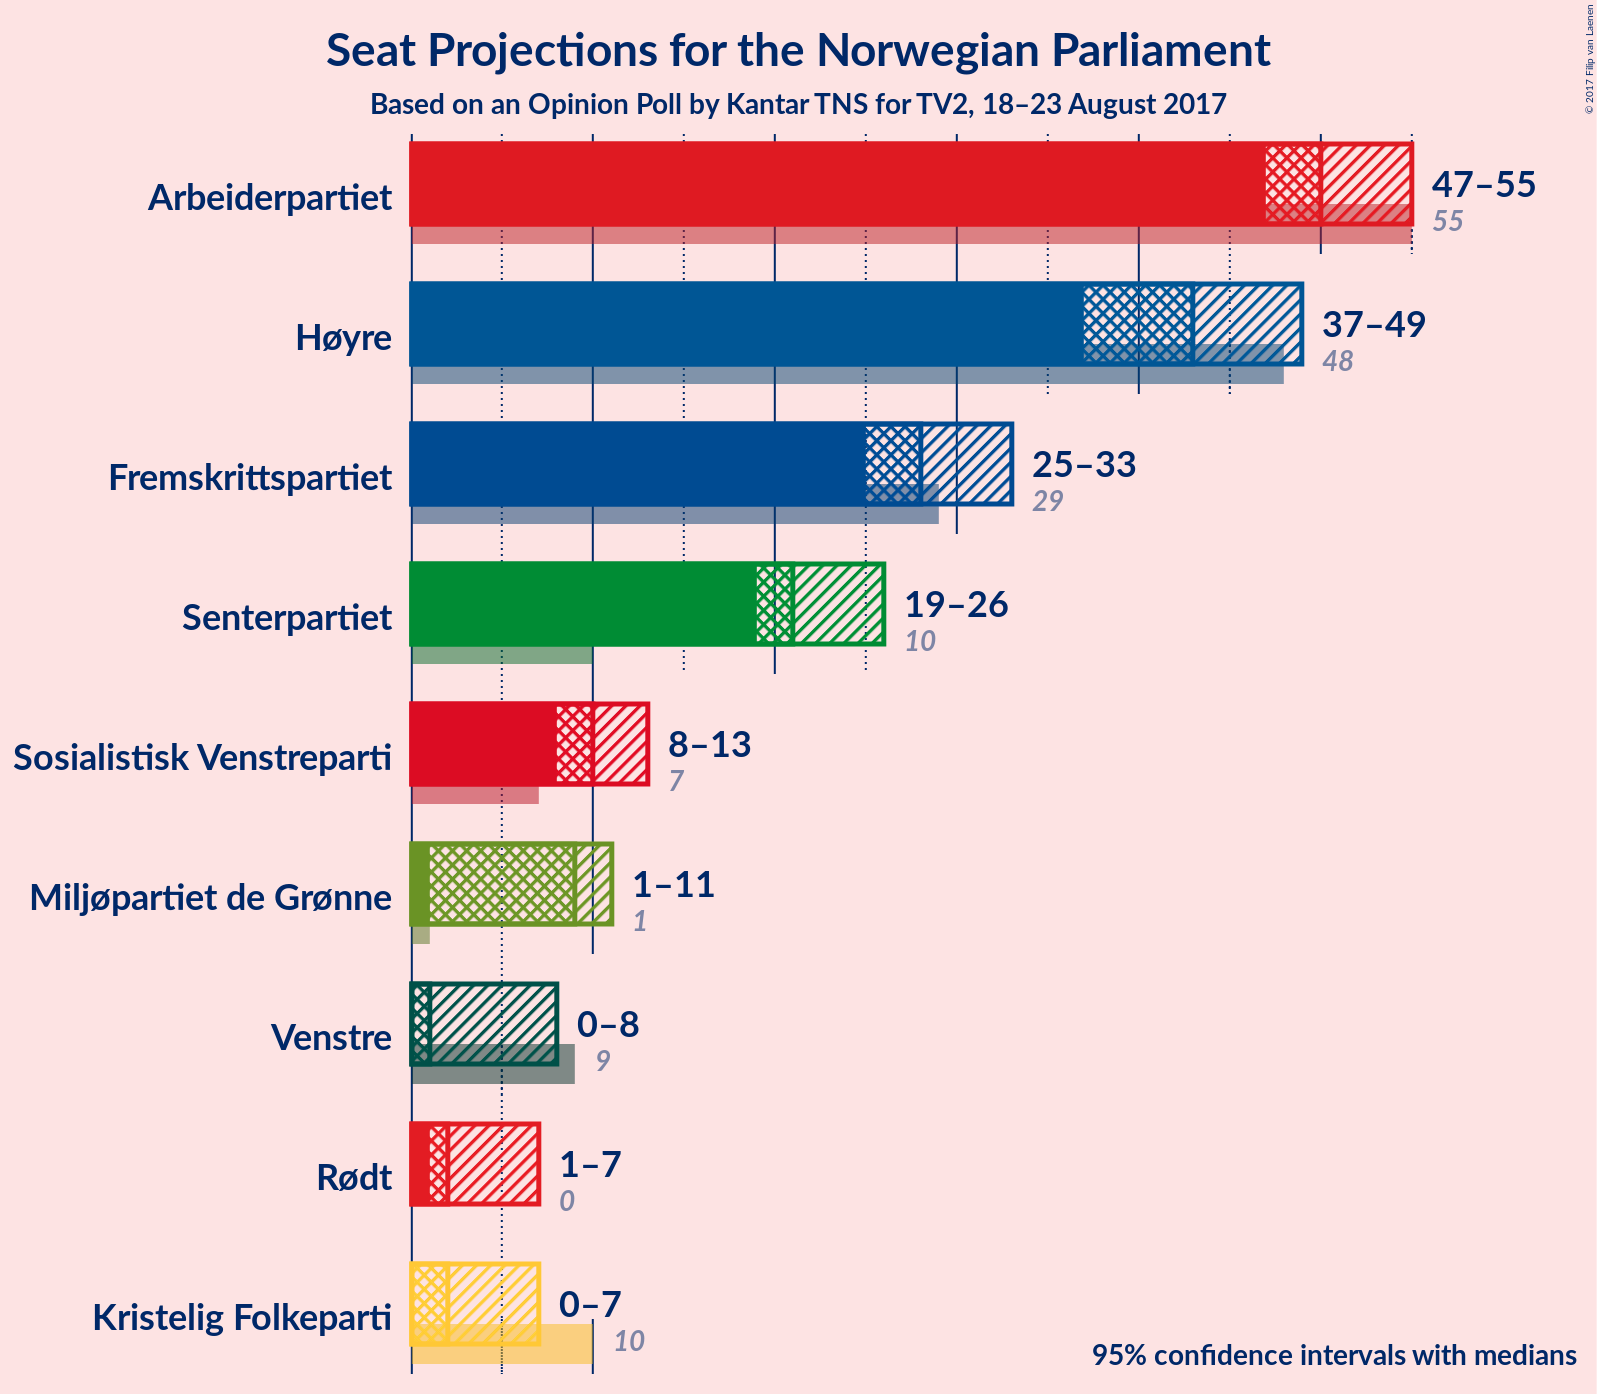 Seat Projections for the Norwegian Parliament
Based on an Opinion Poll by Kantar TNS for TV2, 18–23 August 2017
© 2017 Filip van Laenen
Arbeiderpartiet
47–55
55
Høyre
37–49
48
Fremskrittspartiet
25–33
29
Senterpartiet
19–26
10
Sosialistisk Venstreparti
8–13
7
Miljøpartiet de Grønne
1–11
1
Venstre
0–8
9
Rødt
1–7
0
Kristelig Folkeparti
0–7
10
95% confidence intervals with medians